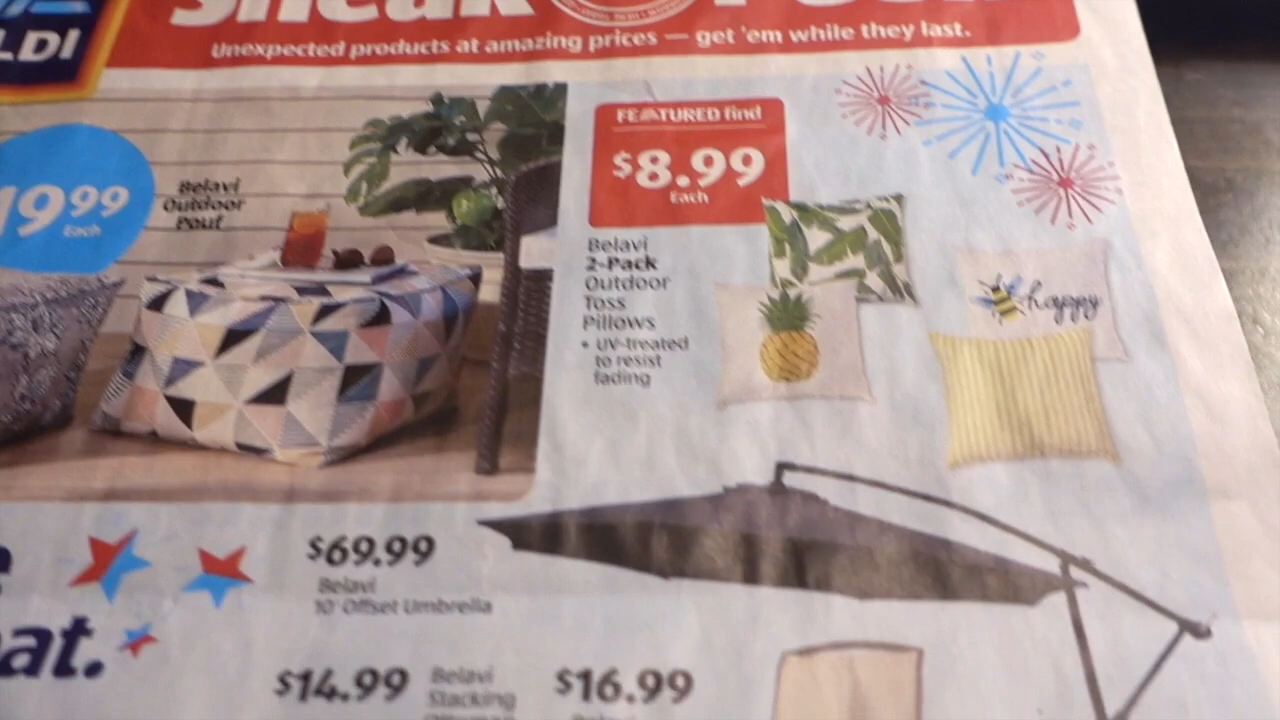 LDI
Sneak
Unexpected products at amazing prices — get 'em while they last.
19.99
Each
Belavi
Outdoor
Pouf
FEATURED find
$8.99
Each
Belavi
2-Pack
Outdoor
Toss
Pillows
• UV-treated
to resist
fading
happy
$69.99
Belavi
10' Offset Umbrella
at.
$14.99
Belavi
Stacking
$16.99